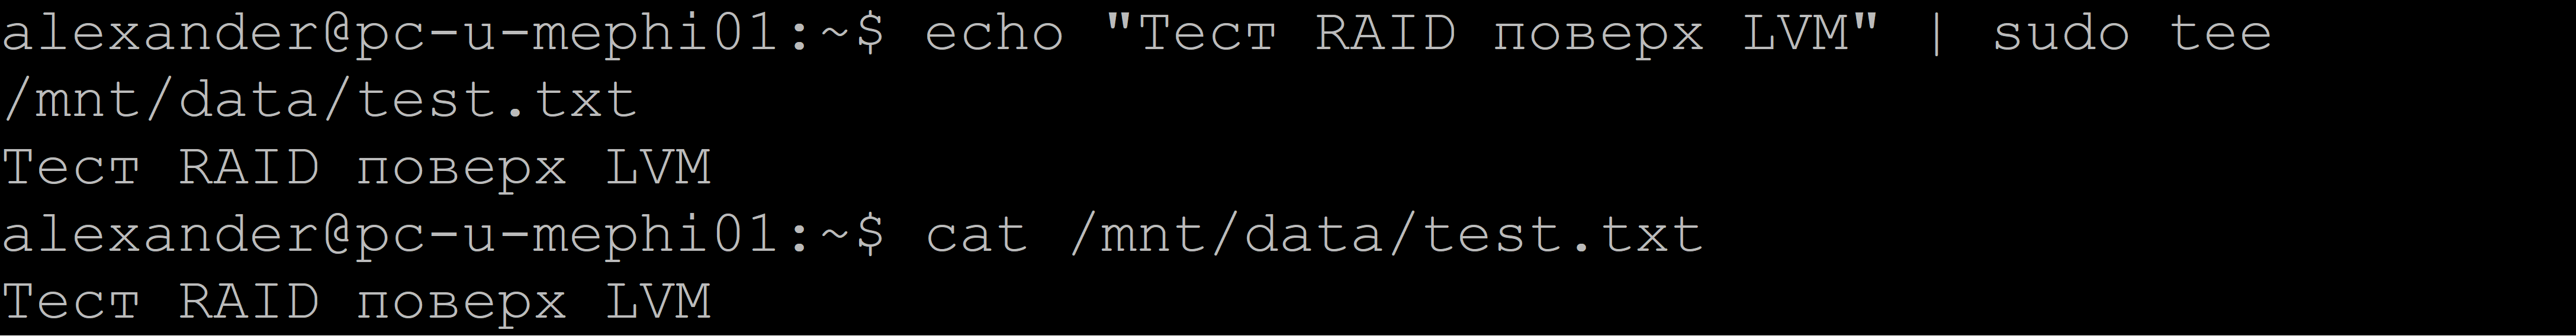 alexander@pc-u-mephi01:~$ echo "Тест RAID поверх LVM" | sudo tee
/mnt/data/test.txt
Тест RAID поверх LVM
alexander@pc-u-mephi01:~$ cat /mnt/data/test.txt
Тест RAID поверх LVM